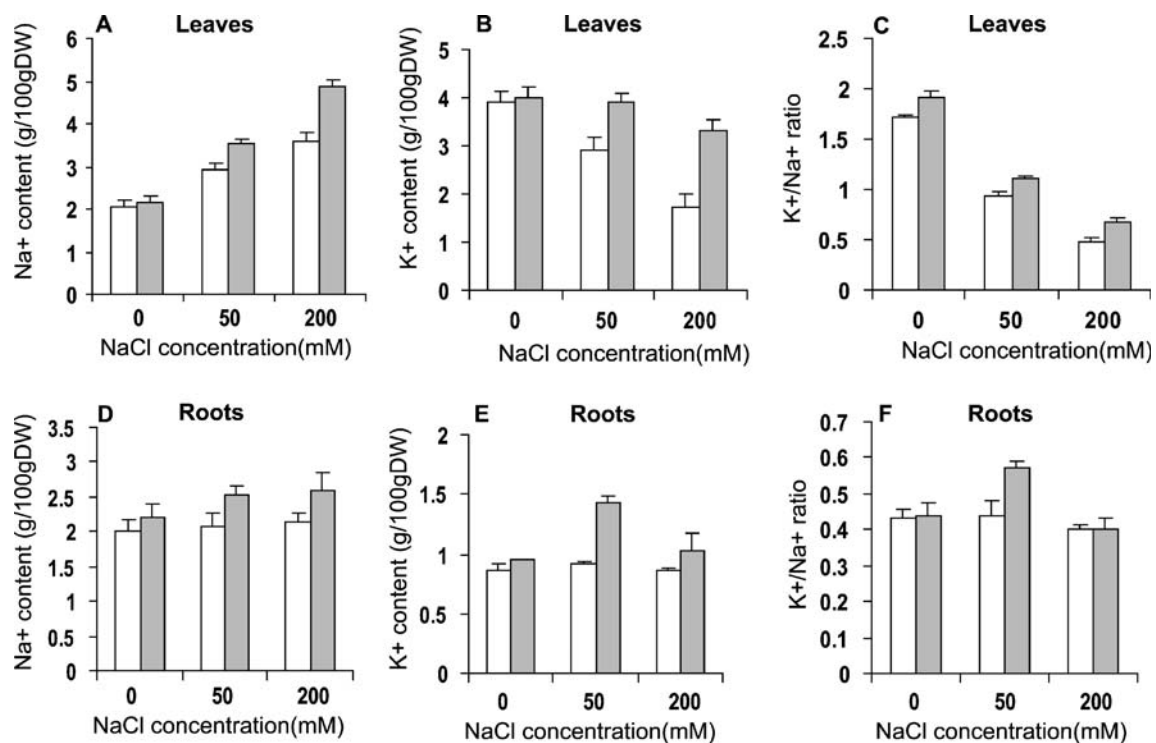 A Leaves
Na+ content (g/100gDW)
6
5
4
3
2
1
0
0 50 200
NaCl concentration(mM)
B Leaves
K+ content (g/100gDW)
5
4
3
2
1
0
0 50 200
NaCl concentration(mM)
C Leaves
K+/Na+ ratio
2.5
2
1.5
1
0.5
0
0 50 200
NaCl concentration(mM)
D Roots
Na+ content (g/100gDW)
3.5
3
2.5
2
1.5
1
0.5
0
0 50 200
NaCl concentration(mM)
E Roots
K+ content (g/100gDW)
2
1.5
1
0.5
0
0 50 200
NaCl concentration(mM)
F Roots
K+/Na+ ratio
0.7
0.6
0.5
0.4
0.3
0.2
0.1
0
0 50 200
NaCl concentration(mM)